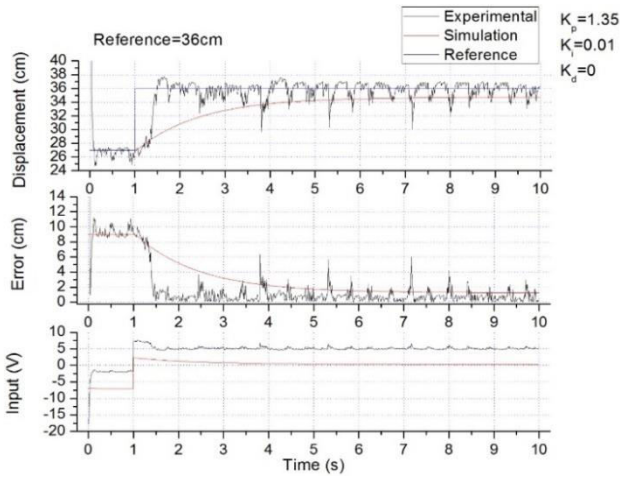 Experimental
Simulation
Reference
K_p=1.35
K_i=0.01
K_d=0
Reference=36cm
Displacement (cm)
40
38
36
34
32
30
28
26
24
0 1 2 3 4 5 6 7 8 9 10
Error (cm)
14
12
10
8
6
4
2
0
0 1 2 3 4 5 6 7 8 9 10
Input (V)
10
5
0
-5
-10
-15
-20
0 1 2 3 4 5 6 7 8 9 10
Time (s)